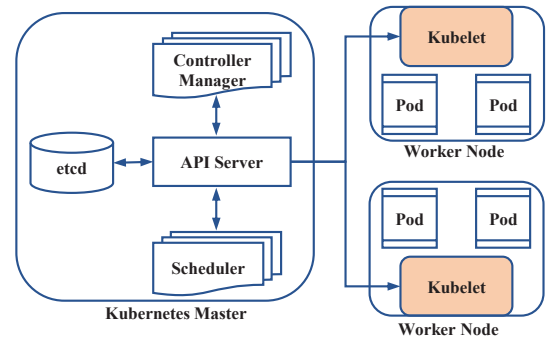 Controller
Manager
etcd
API Server
Scheduler
Kubernetes Master
Kubelet
Pod
Pod
Worker Node
Pod
Pod
Kubelet
Worker Node